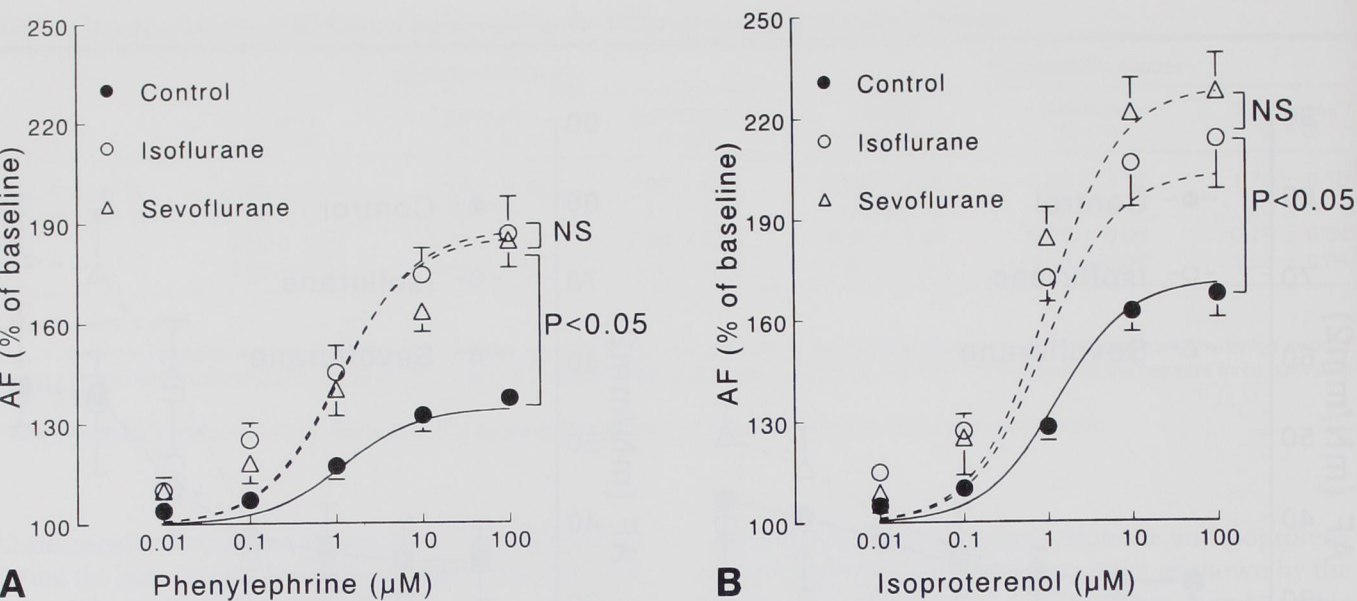 250
220
190
160
130
100
AF (% of baseline)
Control
Isoflurane
Sevoflurane
NS
P<0.05
0.01 0.1 1 10 100
A Phenylephrine (µM)
250
220
190
160
130
100
AF (% of baseline)
Control
Isoflurane
Sevoflurane
NS
P<0.05
0.01 0.1 1 10 100
B Isoproterenol (µM)